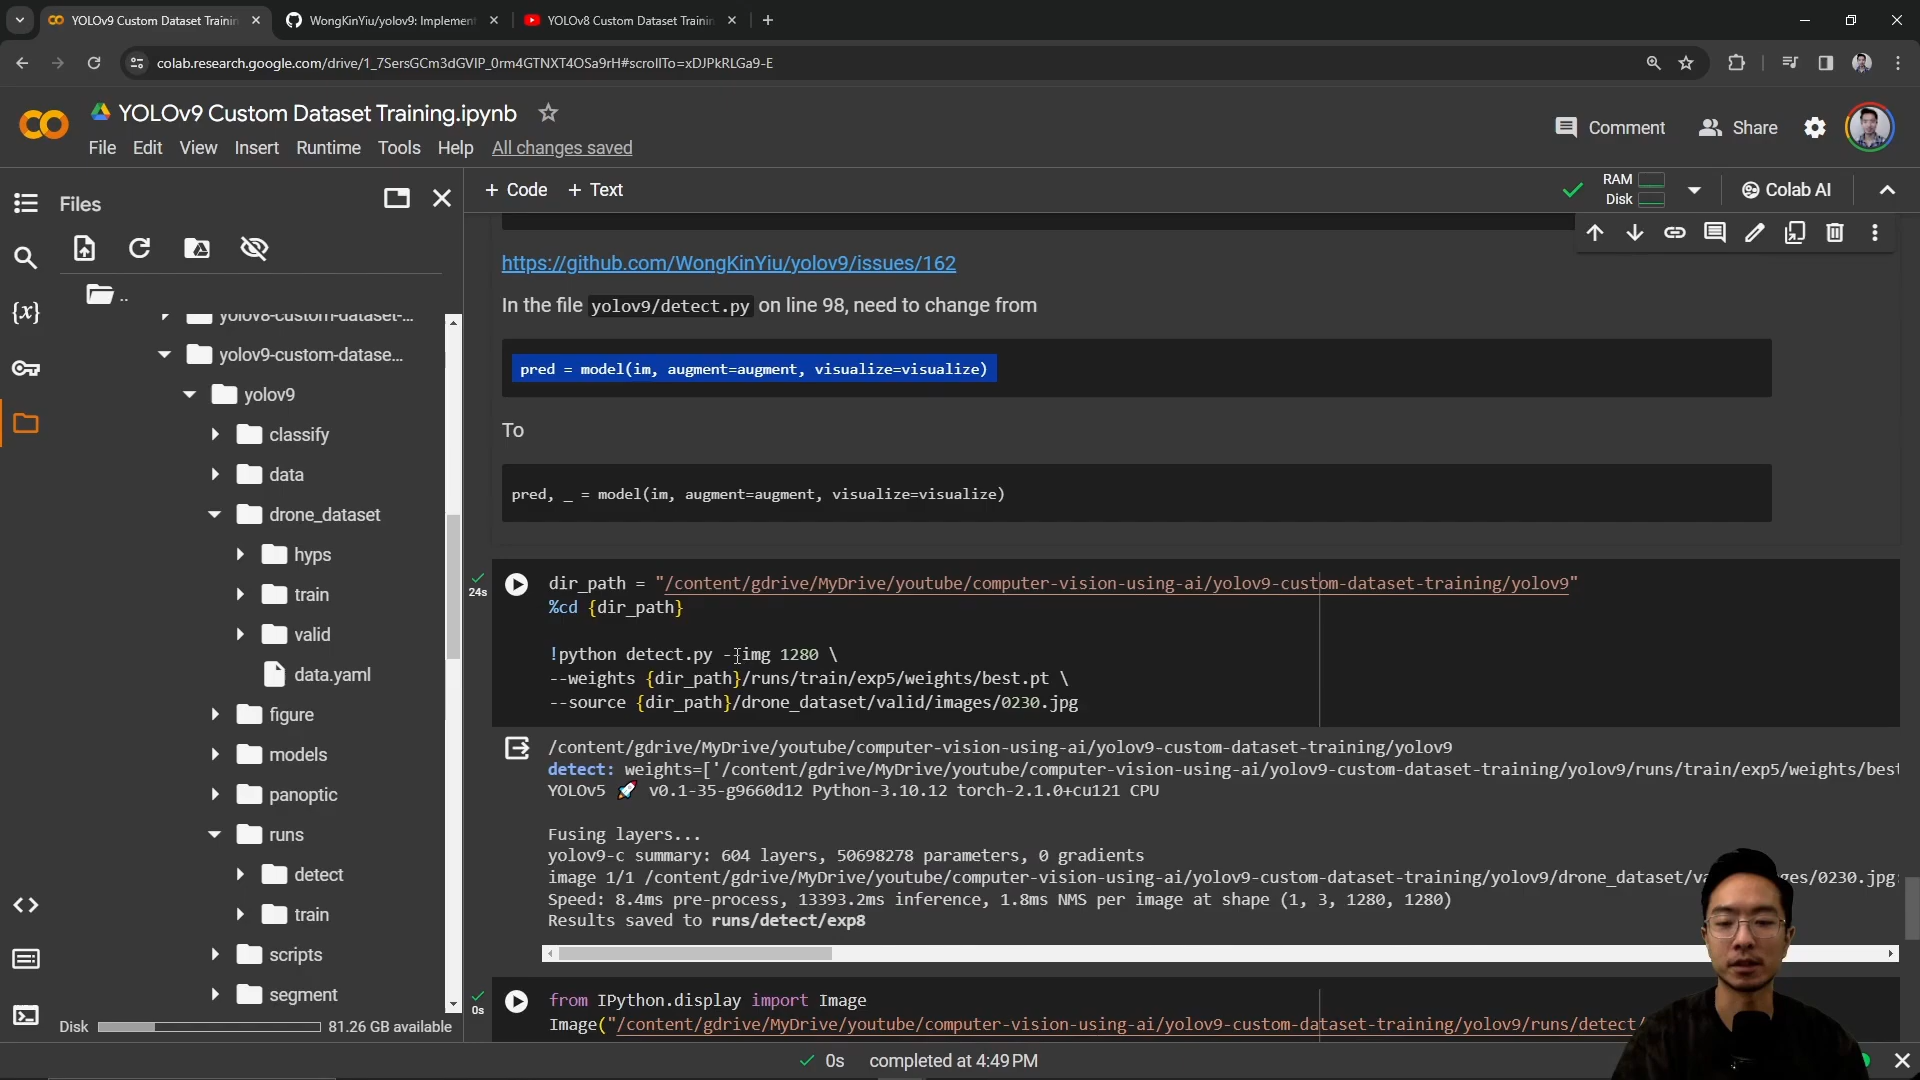 YOLOv9 Custom Dataset Trainin
WongKinYiu/yolov9: Implement
YOLOv8 Custom Dataset Trainin
colab.research.google.com/drive/1_7SersGCm3dGVIP_0rm4GTNXT4OSa9rH#scrollTo=xDJPkRLGa9-E
YOLOv9 Custom Dataset Training.ipynb
Comment
Share
File Edit View Insert Runtime Tools Help All changes saved
Files
+ Code + Text
RAM
Disk
Colab AI
..
yolov8-custom-dataset-...
yolov9-custom-datase...
yolov9
classify
data
drone_dataset
hyps
train
valid
data.yaml
figure
models
panoptic
runs
detect
train
scripts
segment
Disk 81.26 GB available
{x}
https://github.com/WongKinYiu/yolov9/issues/162
In the file yolov9/detect.py on line 98, need to change from
pred = model(im, augment=augment, visualize=visualize)
To
pred, _ = model(im, augment=augment, visualize=visualize)
24s
dir_path = "/content/gdrive/MyDrive/youtube/computer-vision-using-ai/yolov9-custom-dataset-training/yolov9"
%cd {dir_path}
!python detect.py --img 1280 \
--weights {dir_path}/runs/train/exp5/weights/best.pt \
--source {dir_path}/drone_dataset/valid/images/0230.jpg
/content/gdrive/MyDrive/youtube/computer-vision-using-ai/yolov9-custom-dataset-training/yolov9
detect: weights=['/content/gdrive/MyDrive/youtube/computer-vision-using-ai/yolov9-custom-dataset-training/yolov9/runs/train/exp5/weights/best
YOLOv5 🚀 v0.1-35-g9660d12 Python-3.10.12 torch-2.1.0+cu121 CPU
Fusing layers...
yolov9-c summary: 604 layers, 50698278 parameters, 0 gradients
image 1/1 /content/gdrive/MyDrive/youtube/computer-vision-using-ai/yolov9-custom-dataset-training/yolov9/drone_dataset/va ges/0230.jpg:
Speed: 8.4ms pre-process, 13393.2ms inference, 1.8ms NMS per image at shape (1, 3, 1280, 1280)
Results saved to runs/detect/exp8
0s
from IPython.display import Image
Image("/content/gdrive/MyDrive/youtube/computer-vision-using-ai/yolov9-custom-dataset-training/yolov9/runs/detect/
0s completed at 4:49 PM